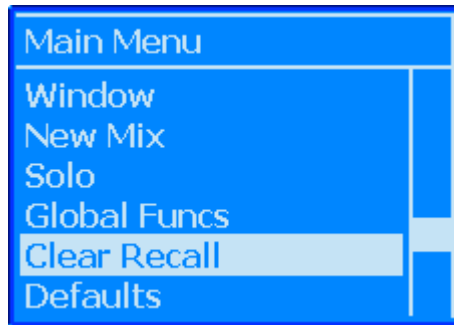 Main Menu
Window
New Mix
Solo
Global Funcs
Clear Recall
Defaults